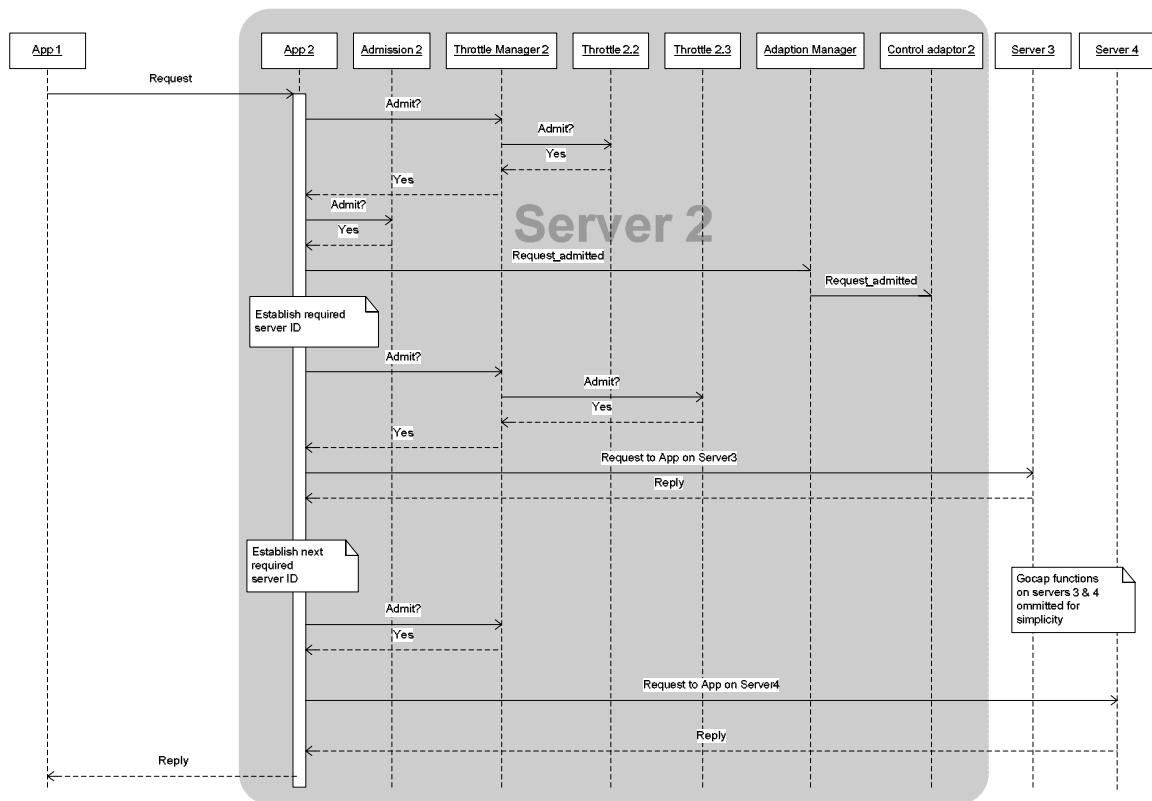 App 1
App 2
Admission 2
Throttle Manager 2
Throttle 2.2
Throttle 2.3
Adaption Manager
Control adaptor 2
Server 3
Server 4
Request
Admit?
Admit?
Yes
Yes
Admit?
Yes
Server 2
Request_admitted
Request_admitted
Establish required
server ID
Admit?
Admit?
Yes
Yes
Request to App on Server3
Reply
Establish next
required
server ID
Gocap functions
on servers 3 & 4
ommitted for
simplicity
Admit?
Yes
Request to App on Server4
Reply
Reply